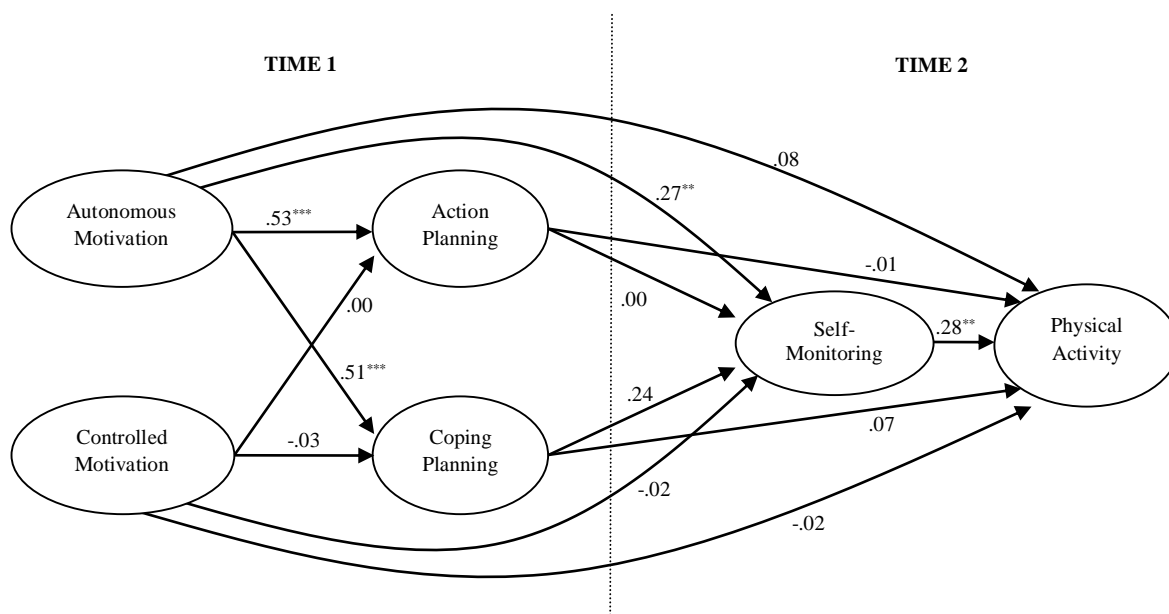 TIME 1
TIME 2
.08
.27**
Autonomous
Motivation
.53***
Action
Planning
-.01
.00
.00
Self-
Monitoring
.28**
Physical
Activity
.51***
.24
.07
Controlled
Motivation
-.03
Coping
Planning
-.02
-.02